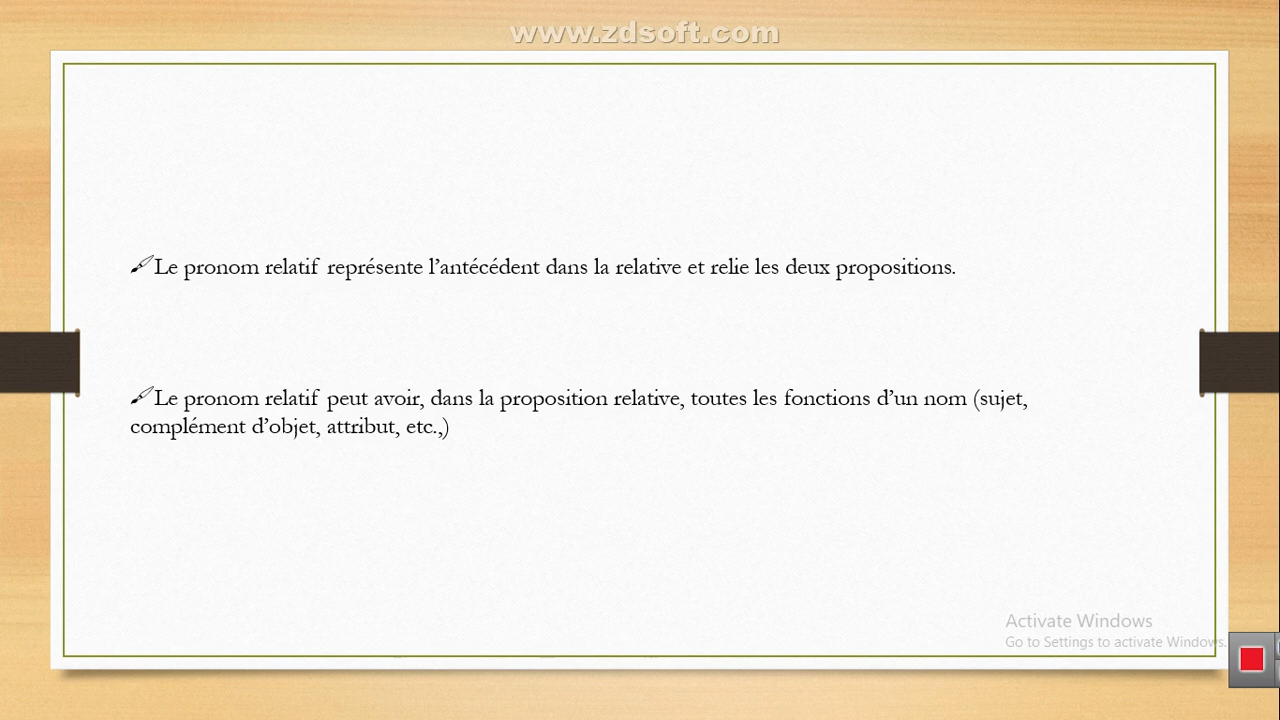 www.zdsoft.com
Le pronom relatif représente l’antécédent dans la relative et relie les deux propositions.
Le pronom relatif peut avoir, dans la proposition relative, toutes les fonctions d’un nom (sujet,
complément d’objet, attribut, etc.,)
Activate Windows
Go to Settings to activate Windows.